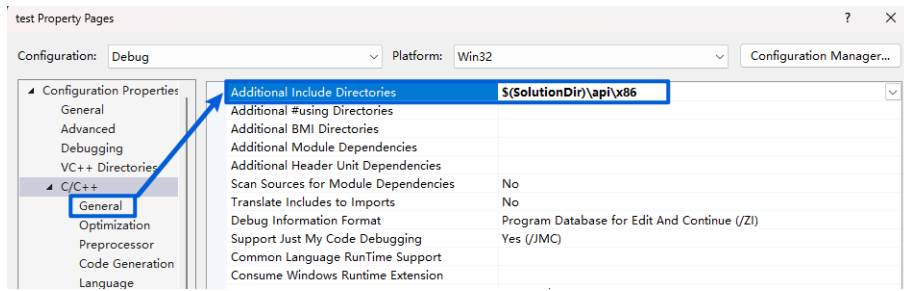 test Property Pages
? ×
Configuration: Debug Platform: Win32 Configuration Manager...
Configuration Properties
General
Advanced
Debugging
VC++ Directories
C/C++
General
Optimization
Preprocessor
Code Generation
Language
Additional Include Directories $(SolutionDir)\api\x86
Additional #using Directories
Additional BMI Directories
Additional Module Dependencies
Additional Header Unit Dependencies
Scan Sources for Module Dependencies No
Translate Includes to Imports No
Debug Information Format Program Database for Edit And Continue (/ZI)
Support Just My Code Debugging Yes (/JMC)
Common Language RunTime Support
Consume Windows Runtime Extension